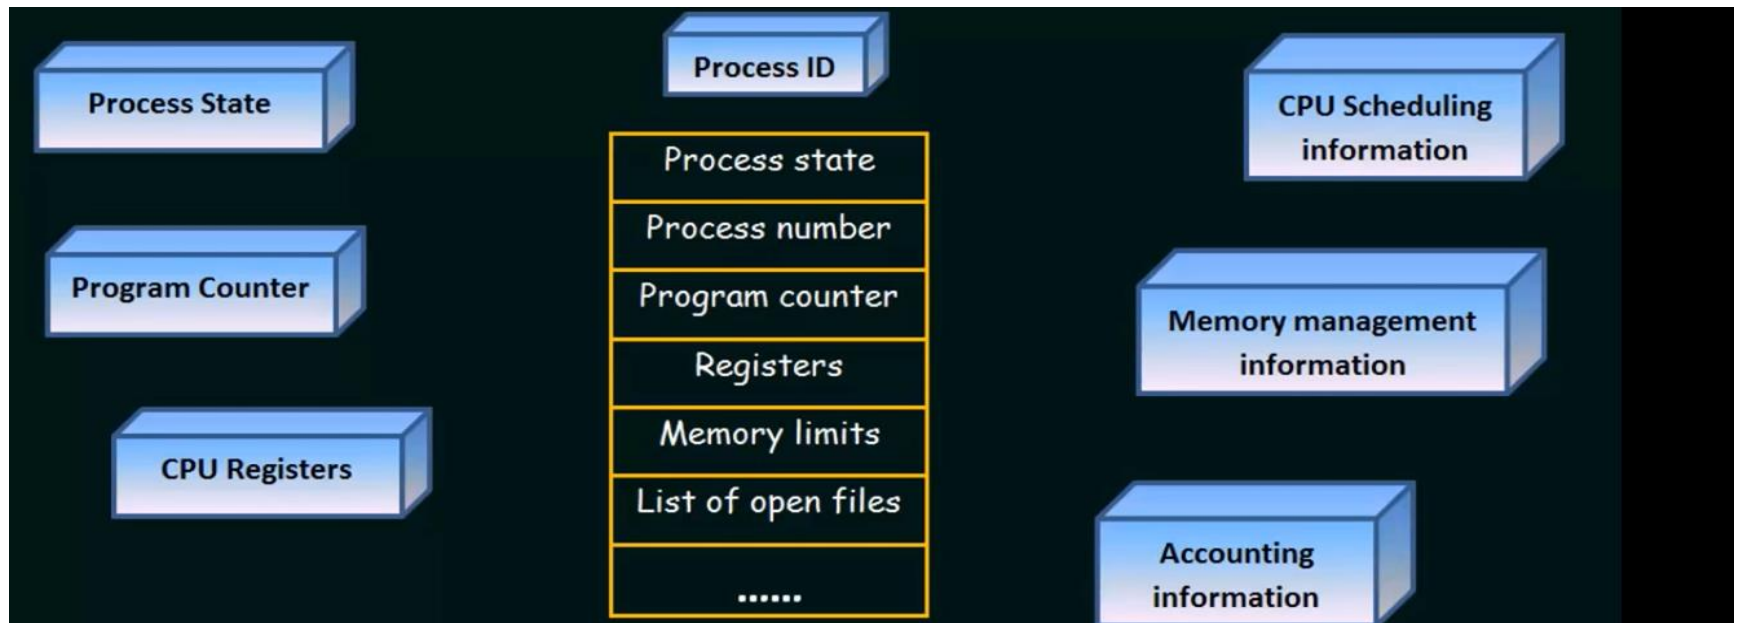 Process State
Program Counter
CPU Registers
Process ID
Process state
Process number
Program counter
Registers
Memory limits
List of open files
......
CPU Scheduling
information
Memory management
information
Accounting
information